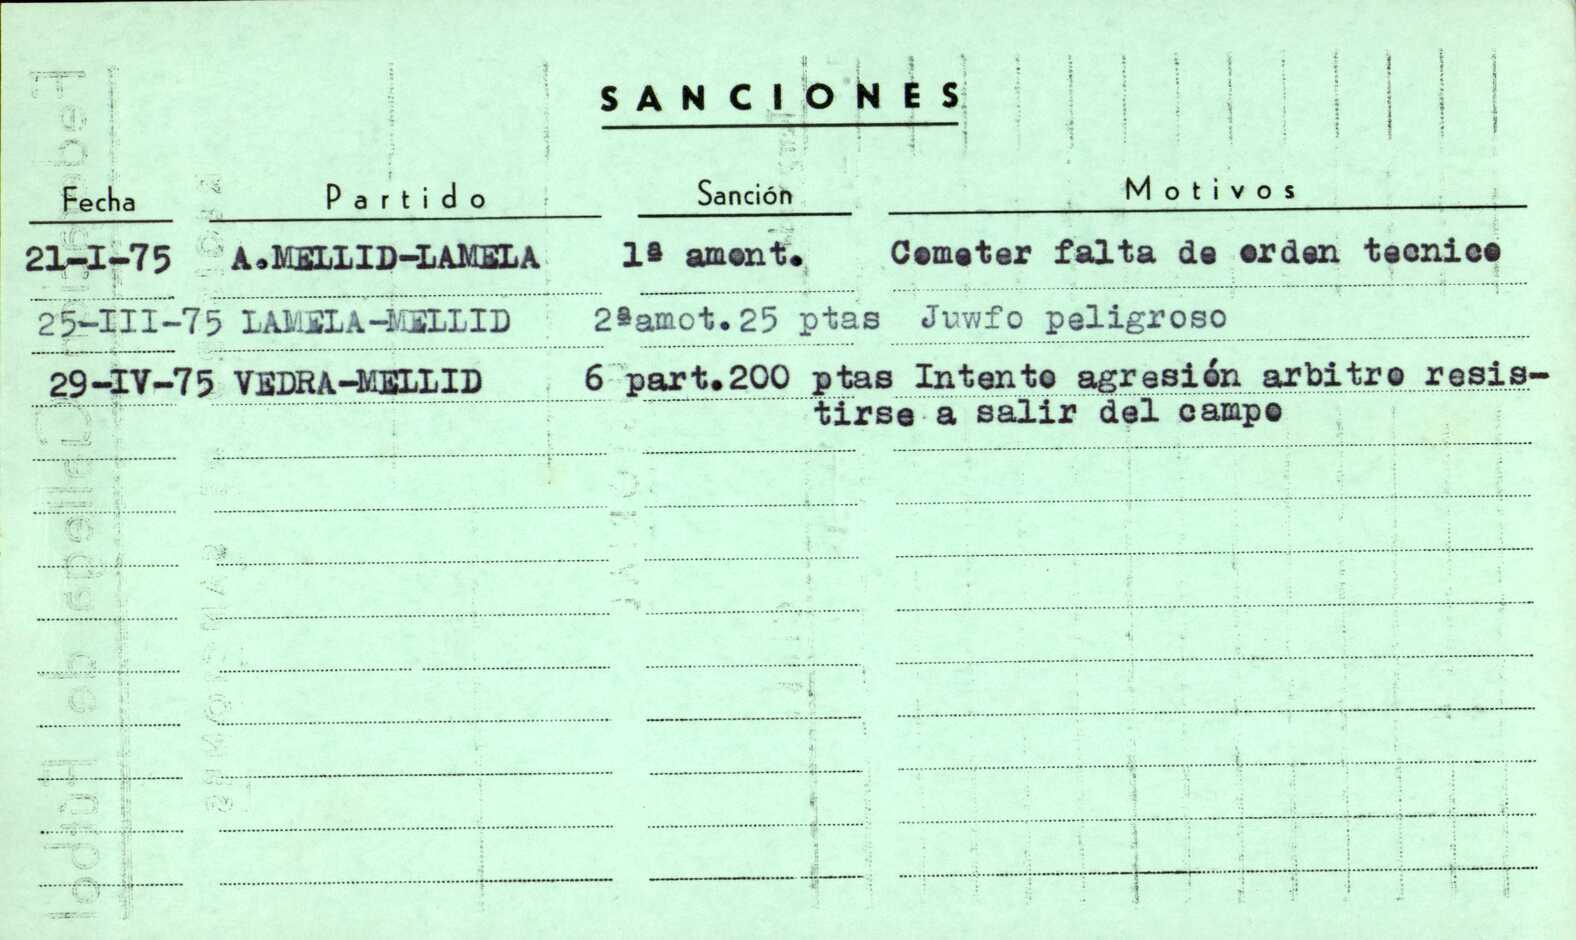 SANCIONES
Fecha Partido Sanción Motivos
21-I-75 A.MELLID-LAMELA 1ª amont. Cometer falta de orden tecnico
25-III-75 LAMELA-MELLID 2ªamot.25 ptas Juwfo peligroso
29-IV-75 VEDRA-MELLID 6 part.200 ptas Intento agresión arbitro resis-
tirse a salir del campo